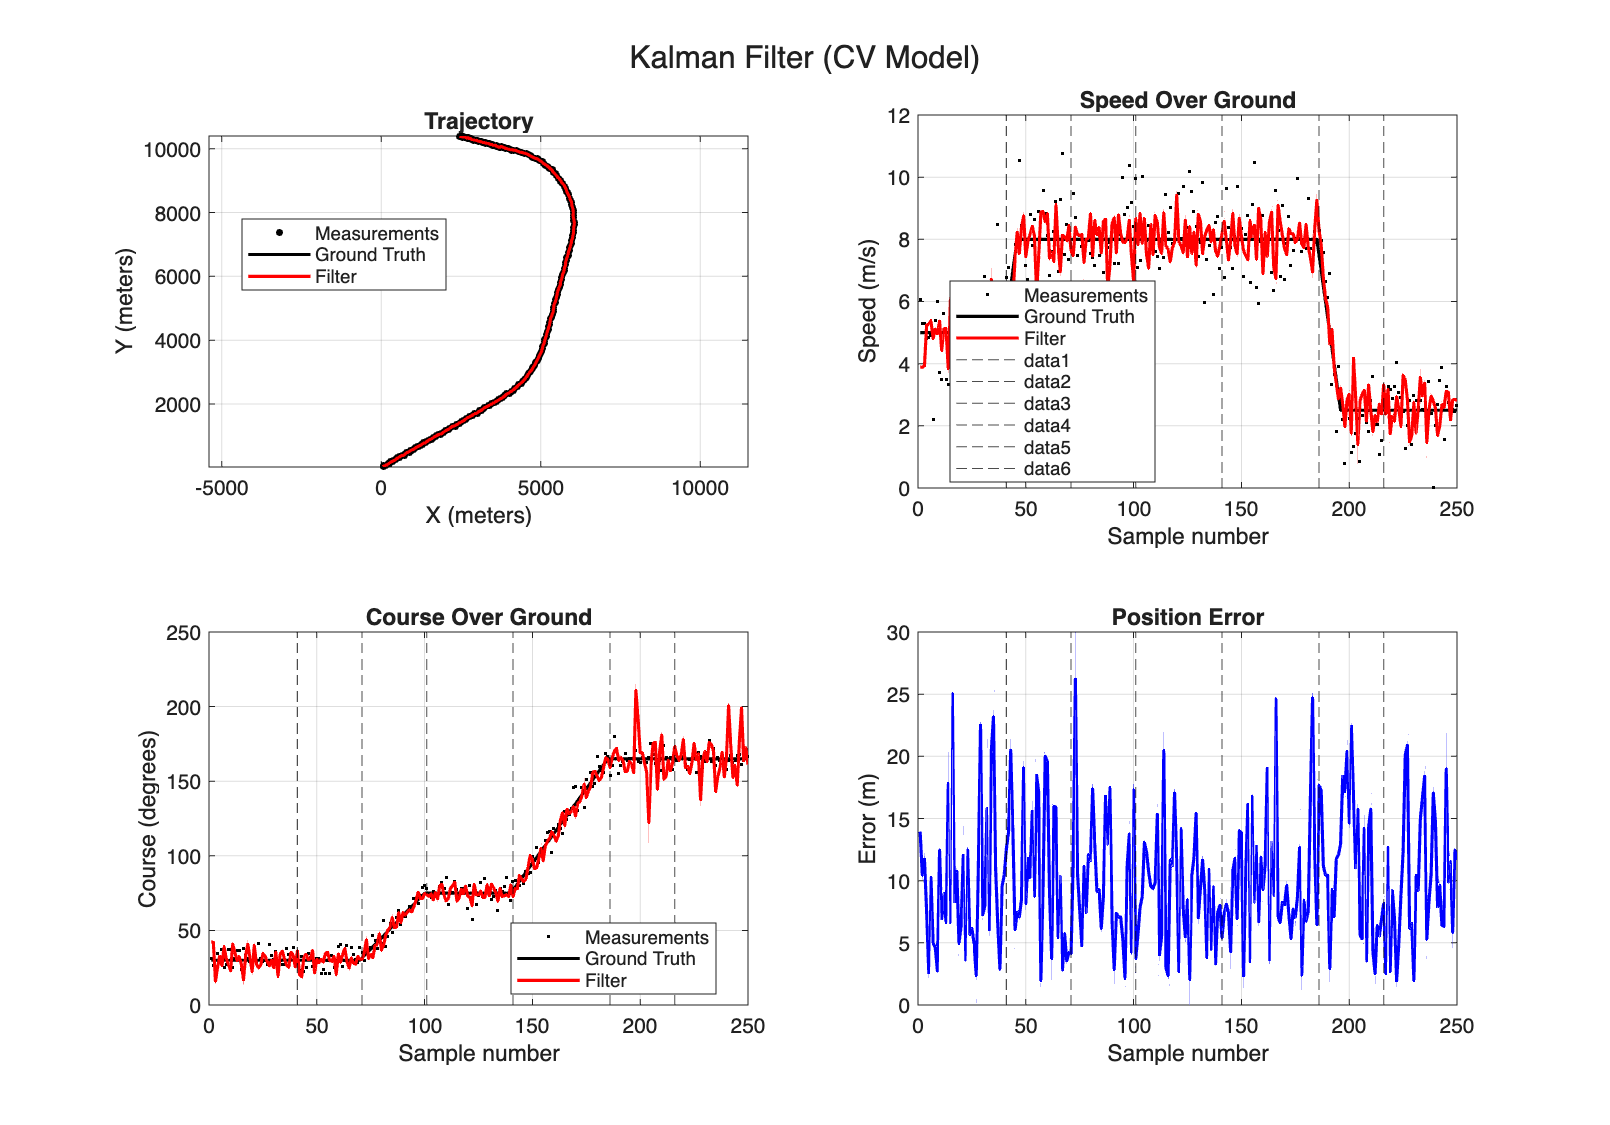 Kalman Filter (CV Model)
Trajectory
10000
8000
6000
4000
2000
Y (meters)
Measurements
Ground Truth
Filter
-5000 0 5000 10000
X (meters)
Speed Over Ground
12
10
8
6
4
2
0
Speed (m/s)
Measurements
Ground Truth
Filter
data1
data2
data3
data4
data5
data6
0 50 100 150 200 250
Sample number
Course Over Ground
250
200
150
100
50
0
Course (degrees)
Measurements
Ground Truth
Filter
0 50 100 150 200 250
Sample number
Position Error
30
25
20
15
10
5
0
Error (m)
0 50 100 150 200 250
Sample number